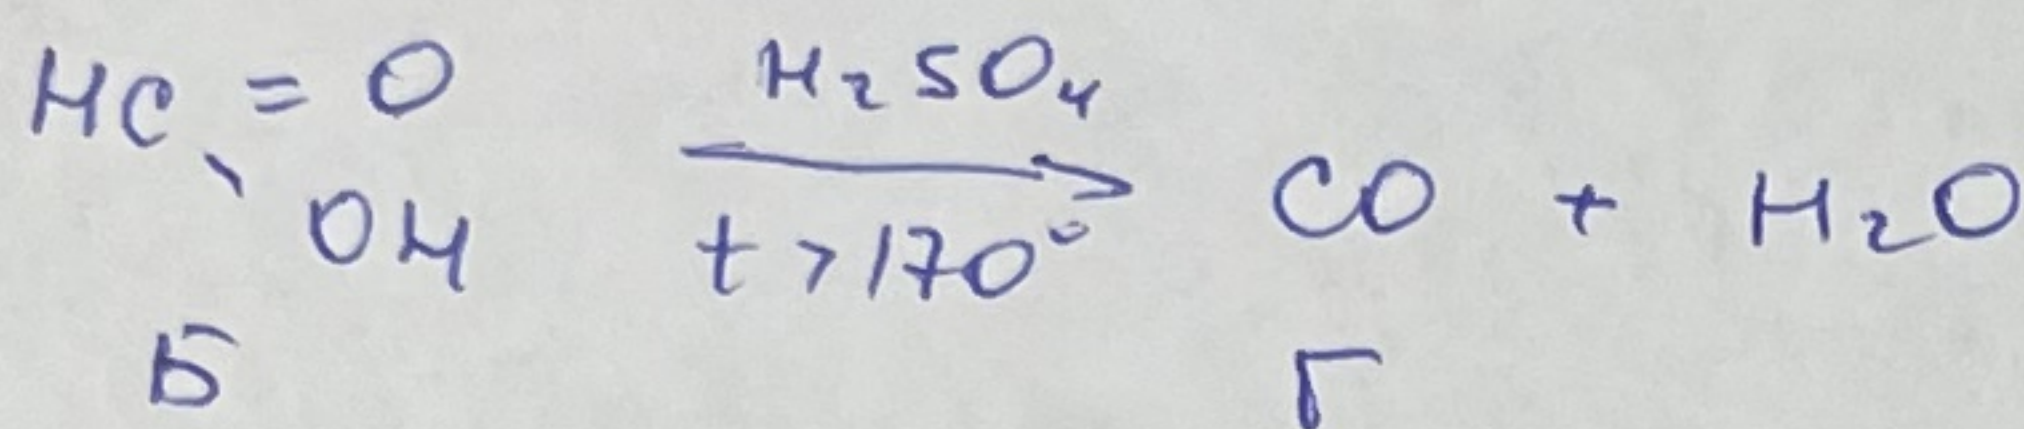 HC = O
\ OH
H₂SO₄
t > 170°
CO + H₂O
Б
Г